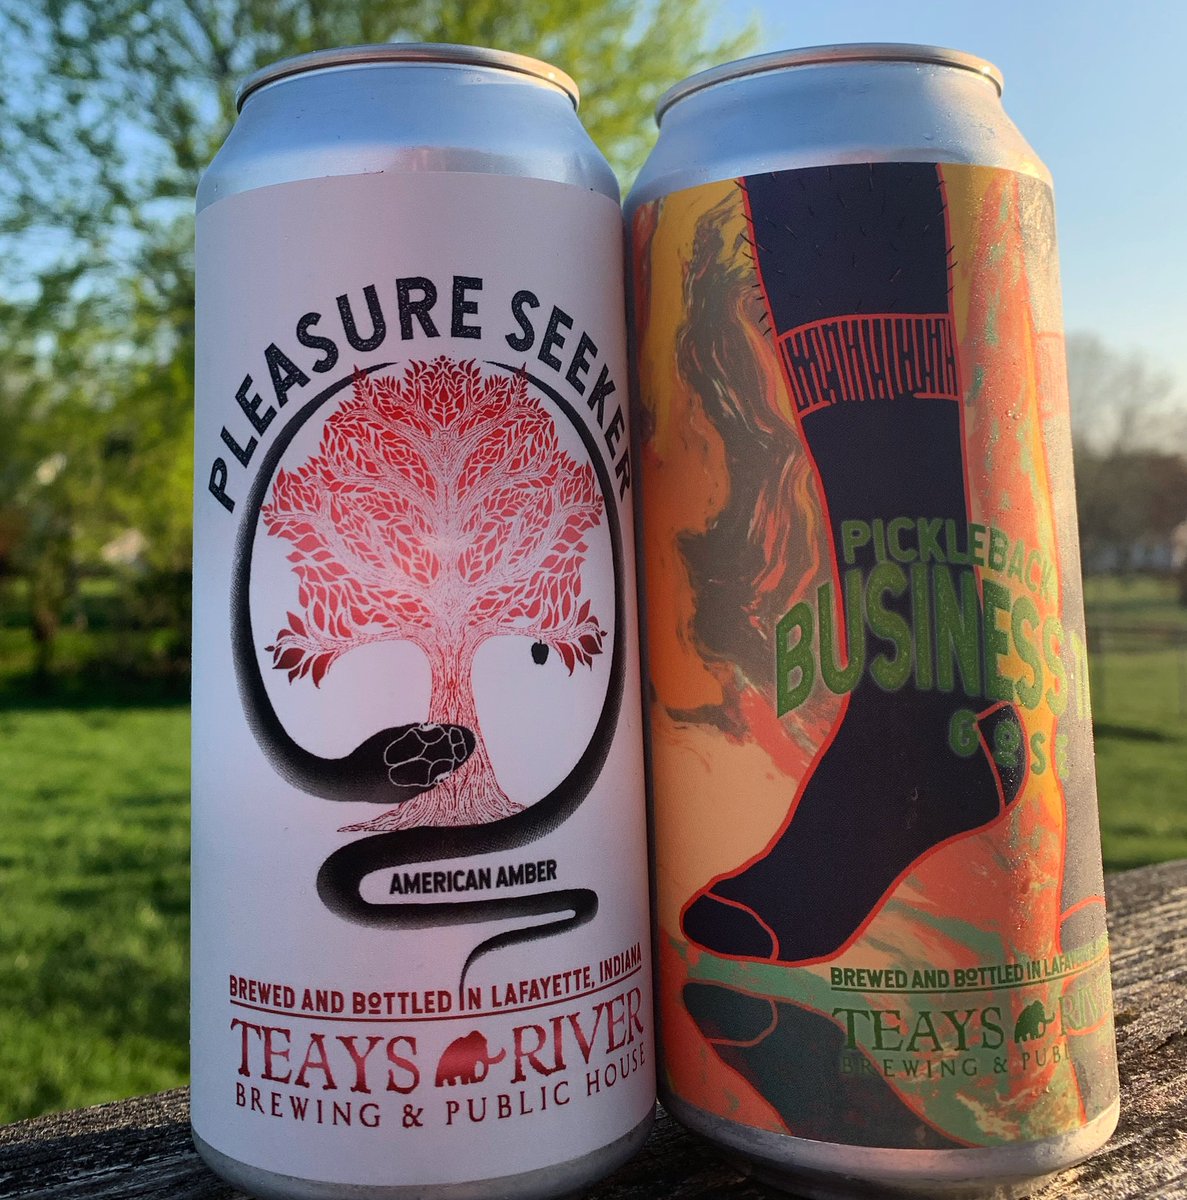 PLEASURE SEEKER
AMERICAN AMBER
BREWED AND BOTTLED IN LAFAYETTE, INDIANA
TEAYS RIVER
BREWING & PUBLIC HOUSE
PICKLEBACK
BUSINESS
GOSE
BREWED AND BOTTLED IN
TEAYS RIVER
BREWING &